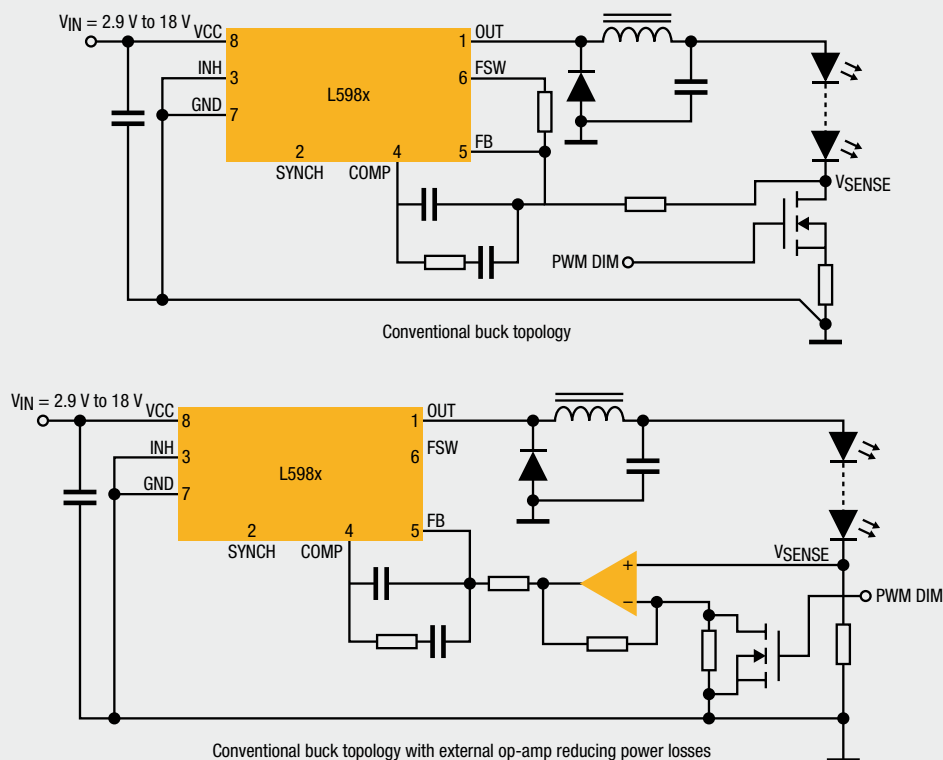 VIN = 2.9 V to 18 V
VCC
8
1
OUT
INH
3
6
FSW
L598x
GND
7
2
4
5
FB
SYNCH
COMP
VSENSE
PWM DIM
Conventional buck topology
VIN = 2.9 V to 18 V
VCC
8
1
OUT
INH
3
6
FSW
L598x
GND
7
2
4
5
FB
SYNCH
COMP
VSENSE
+
–
PWM DIM
Conventional buck topology with external op-amp reducing power losses